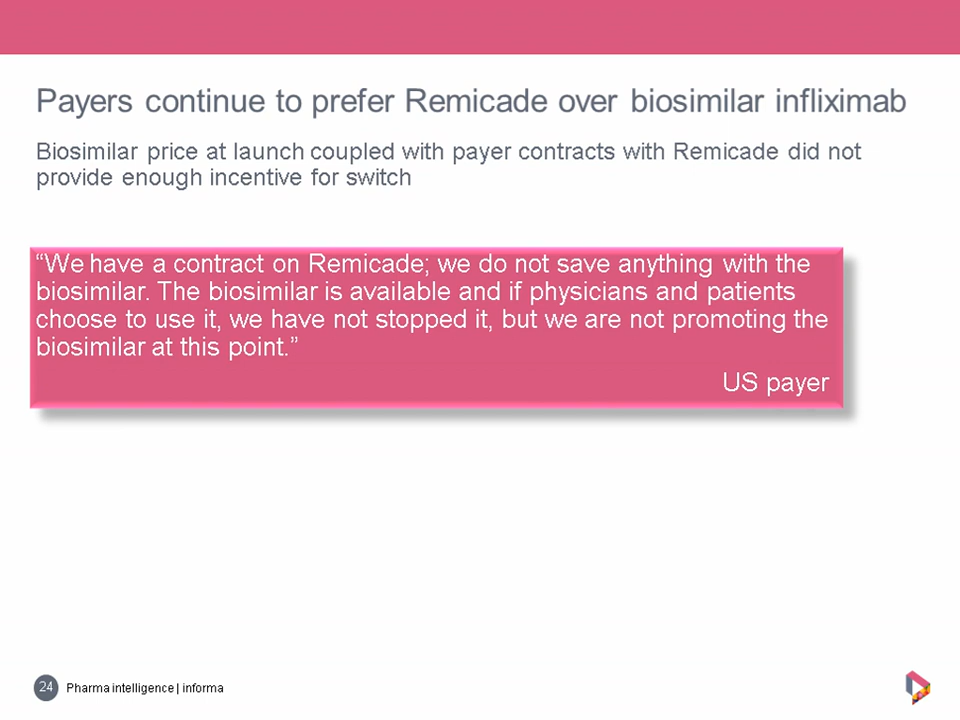 Payers continue to prefer Remicade over biosimilar infliximab
Biosimilar price at launch coupled with payer contracts with Remicade did not
provide enough incentive for switch
“We have a contract on Remicade; we do not save anything with the
biosimilar. The biosimilar is available and if physicians and patients
choose to use it, we have not stopped it, but we are not promoting the
biosimilar at this point.”
US payer
24 Pharma intelligence | informa